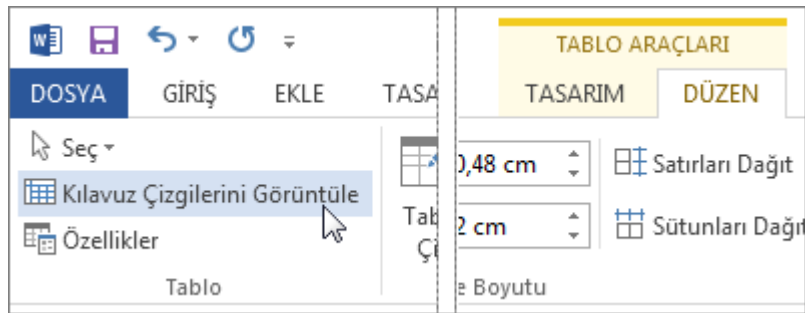 TABLO ARAÇLARI
DOSYA GİRİŞ EKLE TASA TASARIM DÜZEN
Seç
0,48 cm Satırları Dağıt
Kılavuz Çizgilerini Görüntüle
Tab 2 cm Sütunları Dağıt
Özellikler
Çi
Tablo e Boyutu